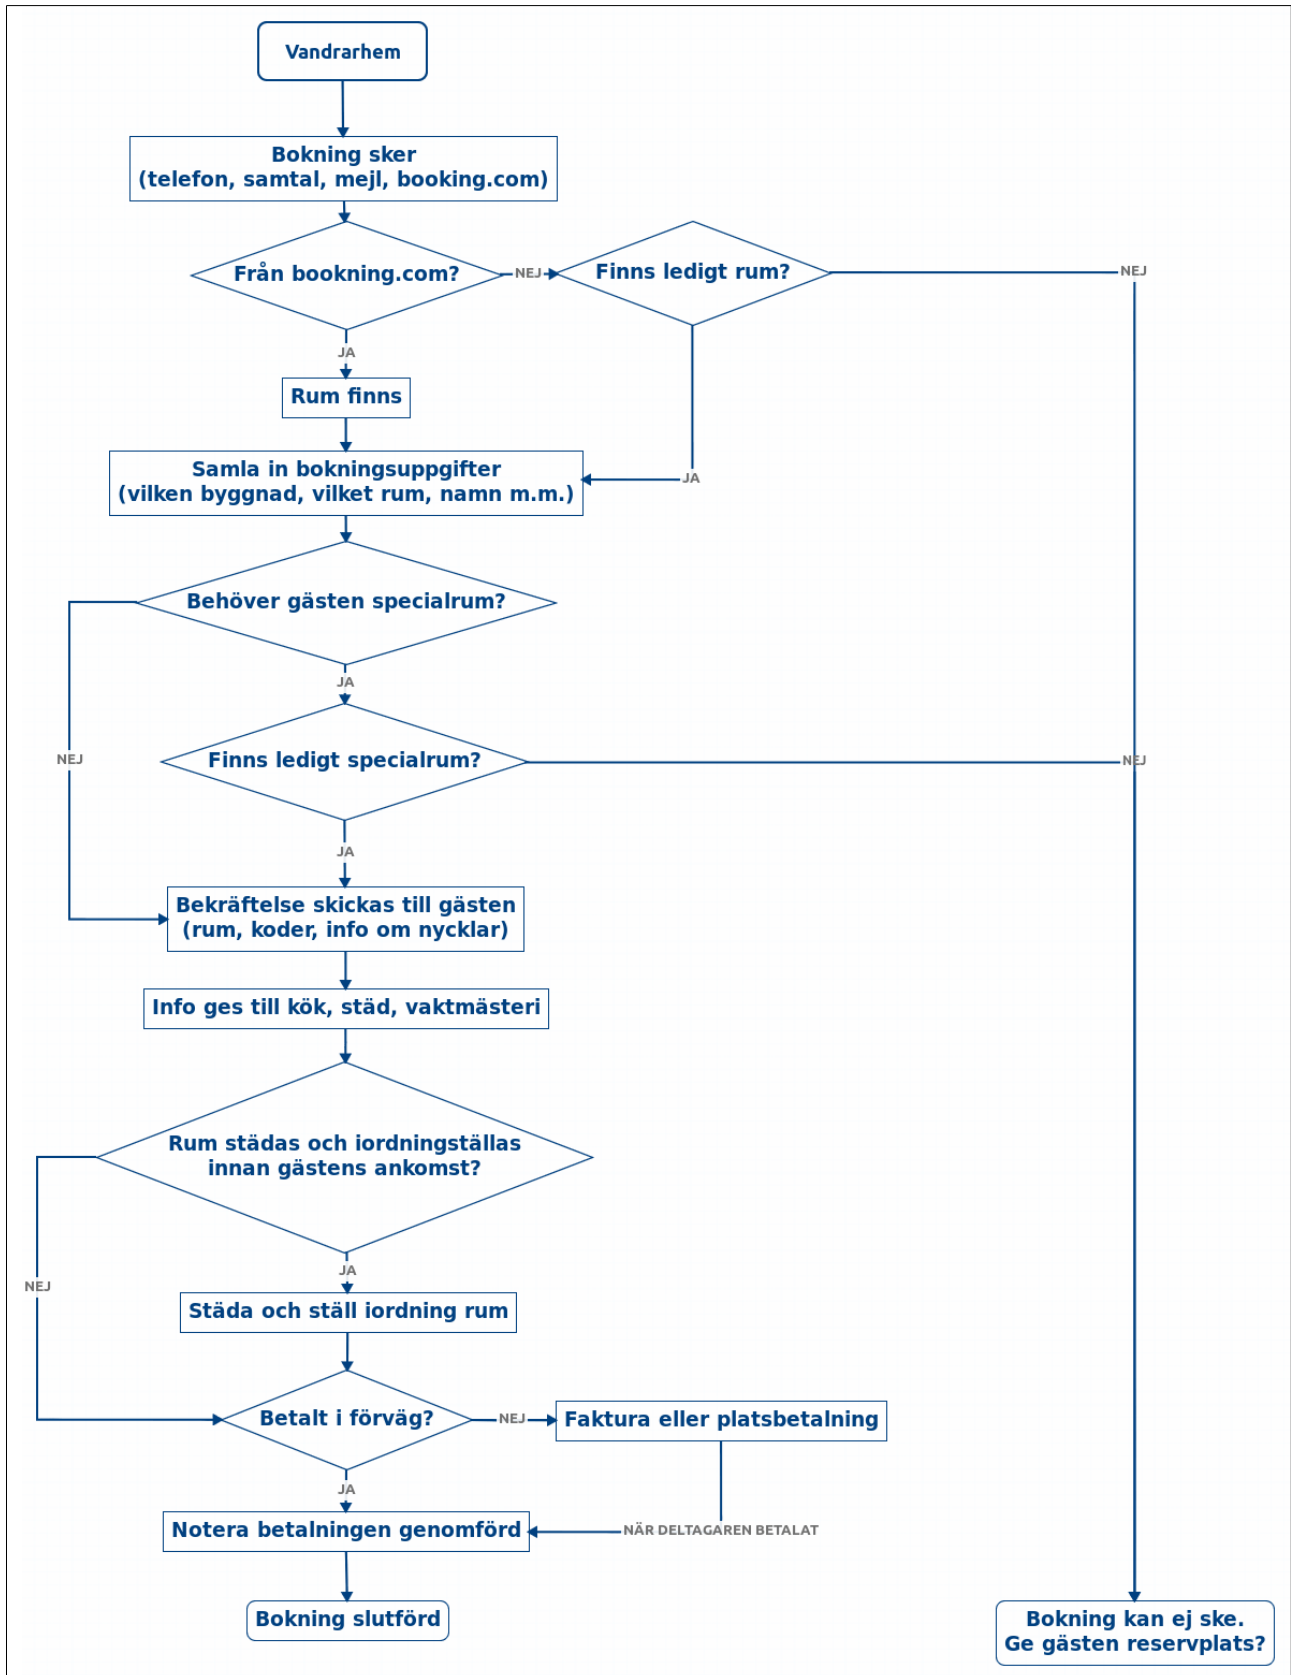 Vandrarhem
Bokning sker
(telefon, samtal, mejl, booking.com)
Från bookning.com?
NEJ
Finns ledigt rum?
NEJ
JA
Rum finns
Samla in bokningsuppgifter
(vilken byggnad, vilket rum, namn m.m.)
JA
Behöver gästen specialrum?
JA
NEJ
Finns ledigt specialrum?
NEJ
JA
Bekräftelse skickas till gästen
(rum, koder, info om nycklar)
Info ges till kök, städ, vaktmästeri
Rum städas och iordningställas
innan gästens ankomst?
JA
NEJ
Städa och ställ iordning rum
Betalt i förväg?
NEJ
Faktura eller platsbetalning
JA
Notera betalningen genomförd
NÄR DELTAGAREN BETALAT
Bokning slutförd
Bokning kan ej ske.
Ge gästen reservplats?